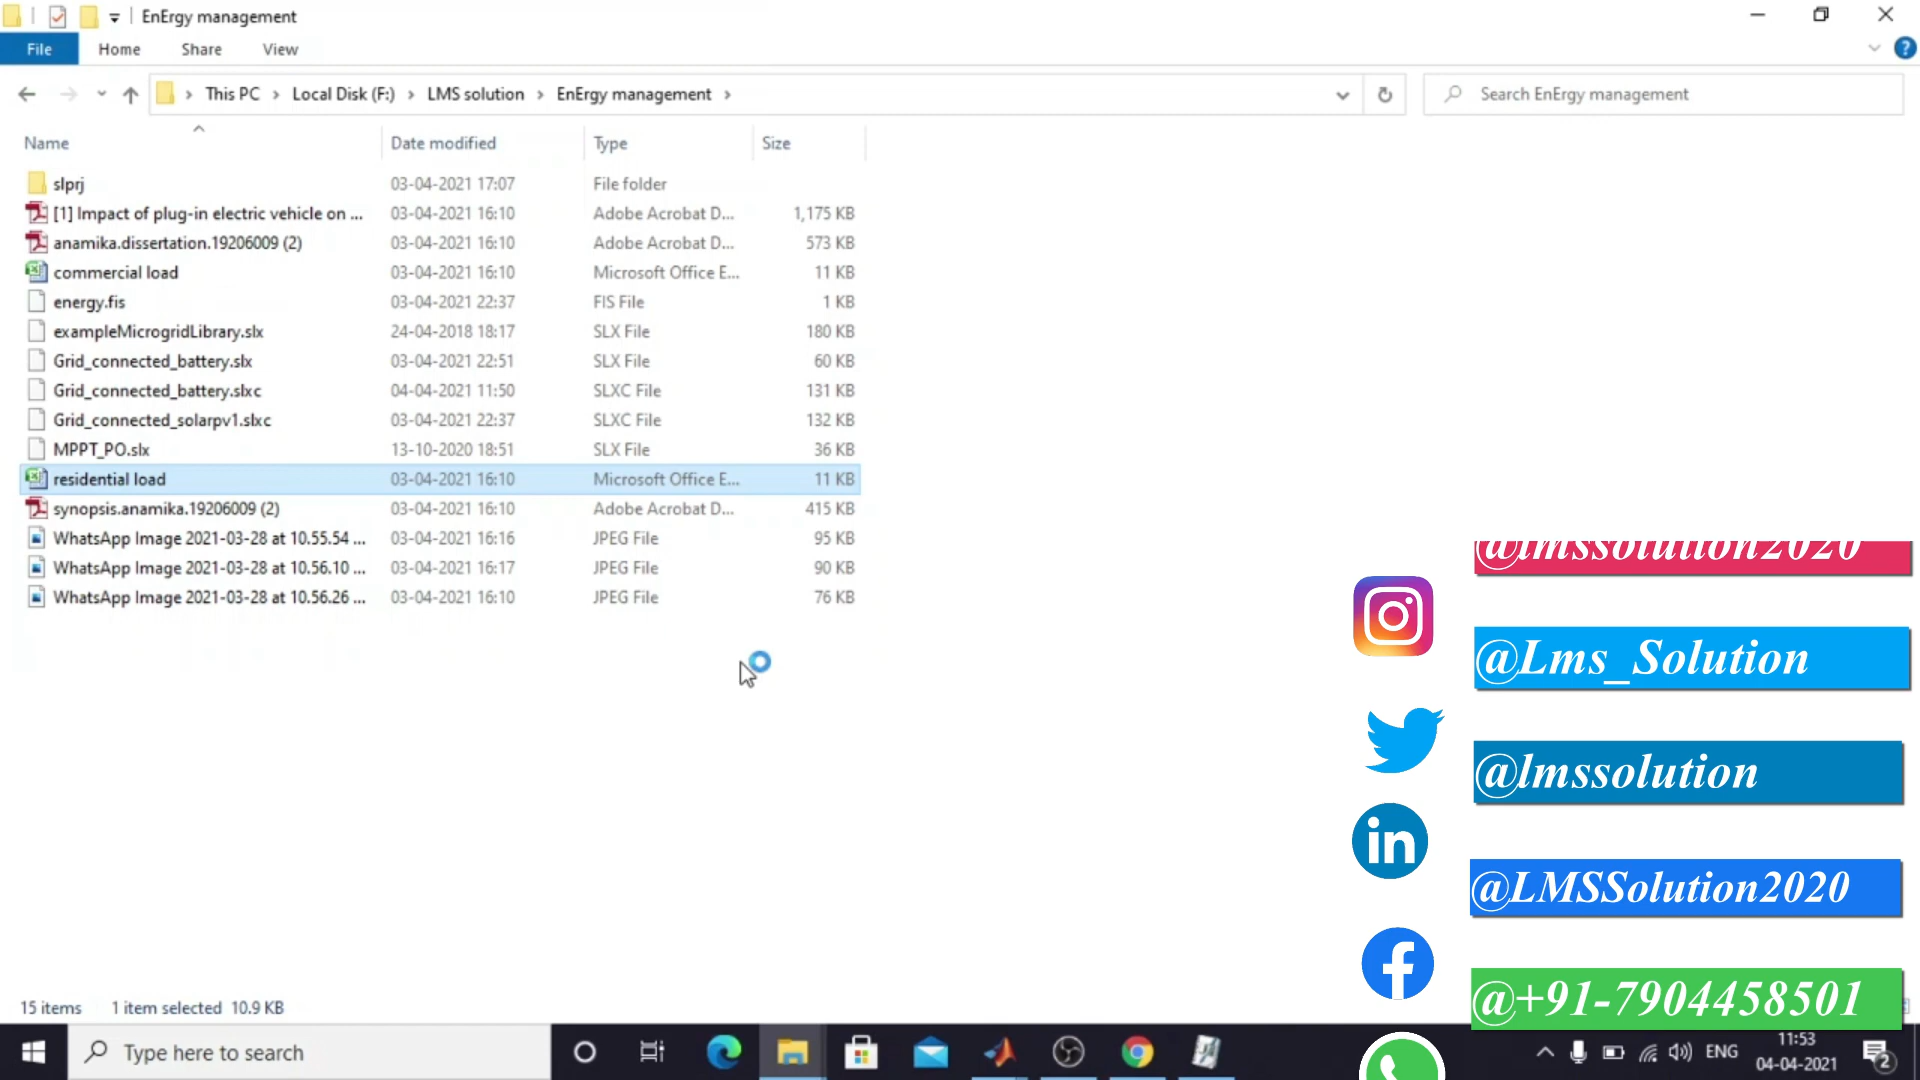 EnErgy management
File Home Share View
This PC Local Disk (F:) LMS solution EnErgy management
Search EnErgy management
Name Date modified Type Size
slprj 03-04-2021 17:07 File folder
[1] Impact of plug-in electric vehicle on ... 03-04-2021 16:10 Adobe Acrobat D... 1,175 KB
anamika.dissertation.19206009 (2) 03-04-2021 16:10 Adobe Acrobat D... 573 KB
commercial load 03-04-2021 16:10 Microsoft Office E... 11 KB
energy.fis 03-04-2021 22:37 FIS File 1 KB
exampleMicrogridLibrary.slx 24-04-2018 18:17 SLX File 180 KB
Grid_connected_battery.slx 03-04-2021 22:51 SLX File 60 KB
Grid_connected_battery.slxc 04-04-2021 11:50 SLXC File 131 KB
Grid_connected_solarpv1.slxc 03-04-2021 22:37 SLXC File 132 KB
MPPT_PO.slx 13-10-2020 18:51 SLX File 36 KB
residential load 03-04-2021 16:10 Microsoft Office E... 11 KB
synopsis.anamika.19206009 (2) 03-04-2021 16:10 Adobe Acrobat D... 415 KB
WhatsApp Image 2021-03-28 at 10.55.54 ... 03-04-2021 16:16 JPEG File 95 KB
WhatsApp Image 2021-03-28 at 10.56.10 ... 03-04-2021 16:17 JPEG File 90 KB
WhatsApp Image 2021-03-28 at 10.56.26 ... 03-04-2021 16:10 JPEG File 76 KB
@lmssolution2020
@Lms_Solution
@lmssolution
in
@LMSSolution2020
@+91-7904458501
15 items 1 item selected 10.9 KB
Type here to search
ENG
11:53
04-04-2021
2